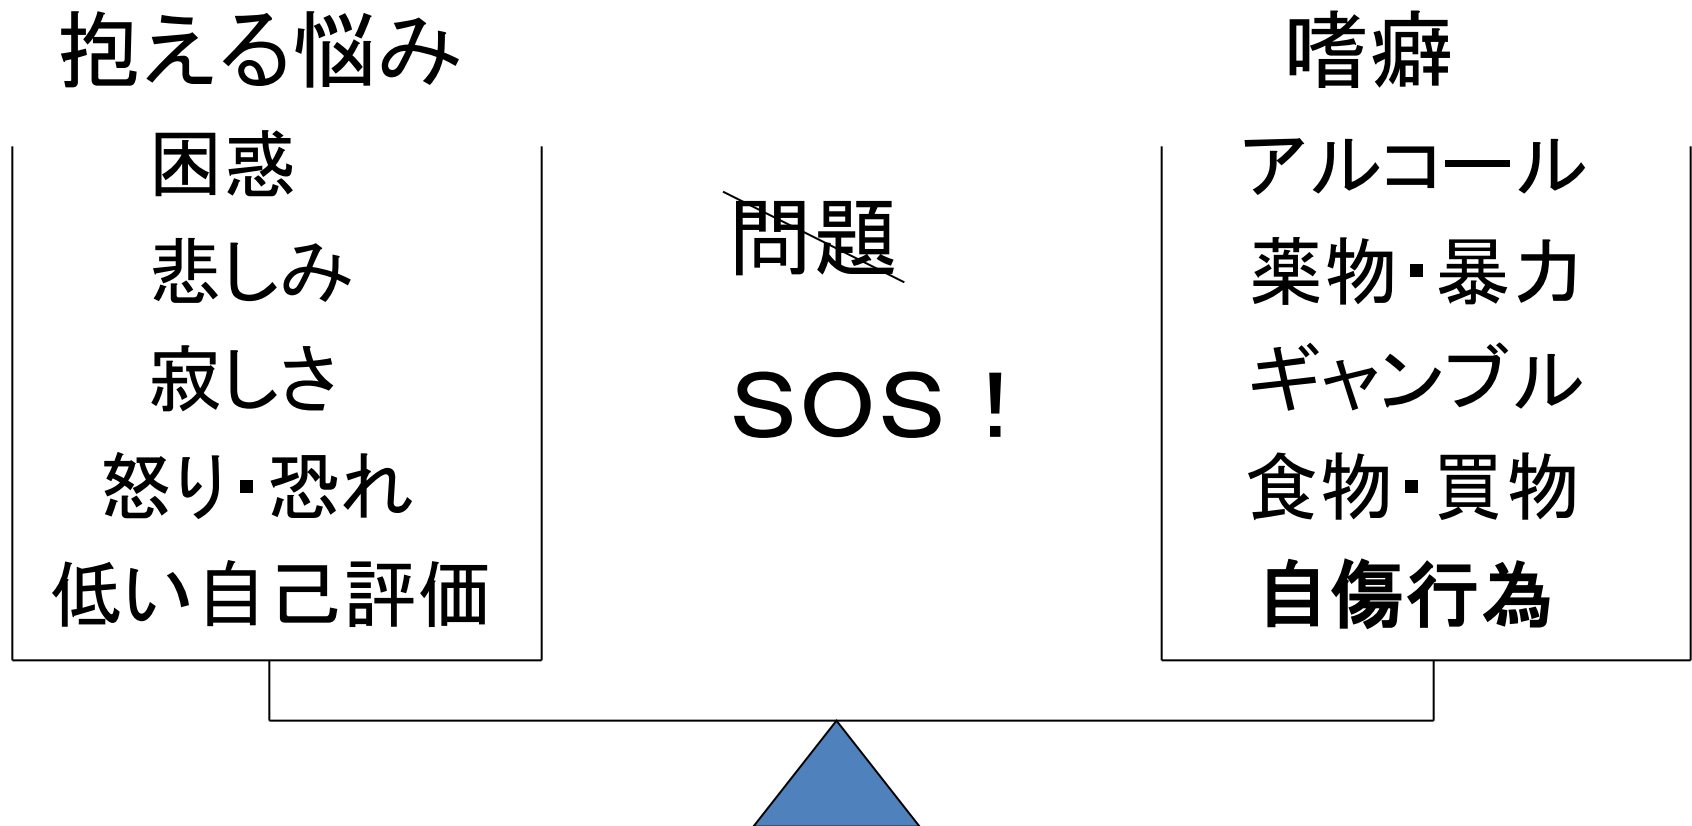 抱える悩み
困惑
悲しみ
寂しさ
怒り・恐れ
低い自己評価
問題
SOS！
嗜癖
アルコール
薬物・暴力
ギャンブル
食物・買物
自傷行為